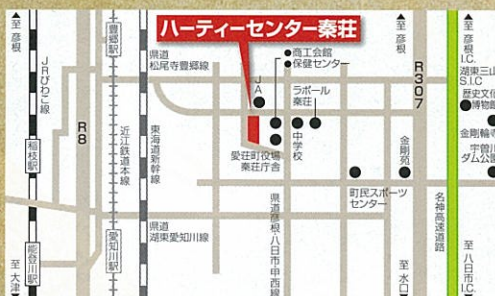 ハーティーセンター秦荘
至 彦根
JRびわこ線
稲枝駅
能登川駅
至 大津
R8
豊郷駅
近江鉄道本線
愛知川駅
県道
松尾寺豊郷線
東海道新幹線
県道
湖東愛知川線
JA
商工会館
保健センター
ラポール
秦荘
中学校
愛荘町役場
秦荘庁舎
県道彦根・八日市甲西線
町民スポーツ
センター
金剛苑
至 彦根
R307
至 水口
名神高速道路
至 彦根I.C.
湖東三山
S.I.C
歴史文化
博物館
金剛輪寺
宇曽川
ダム公園
至 八日市I.C.